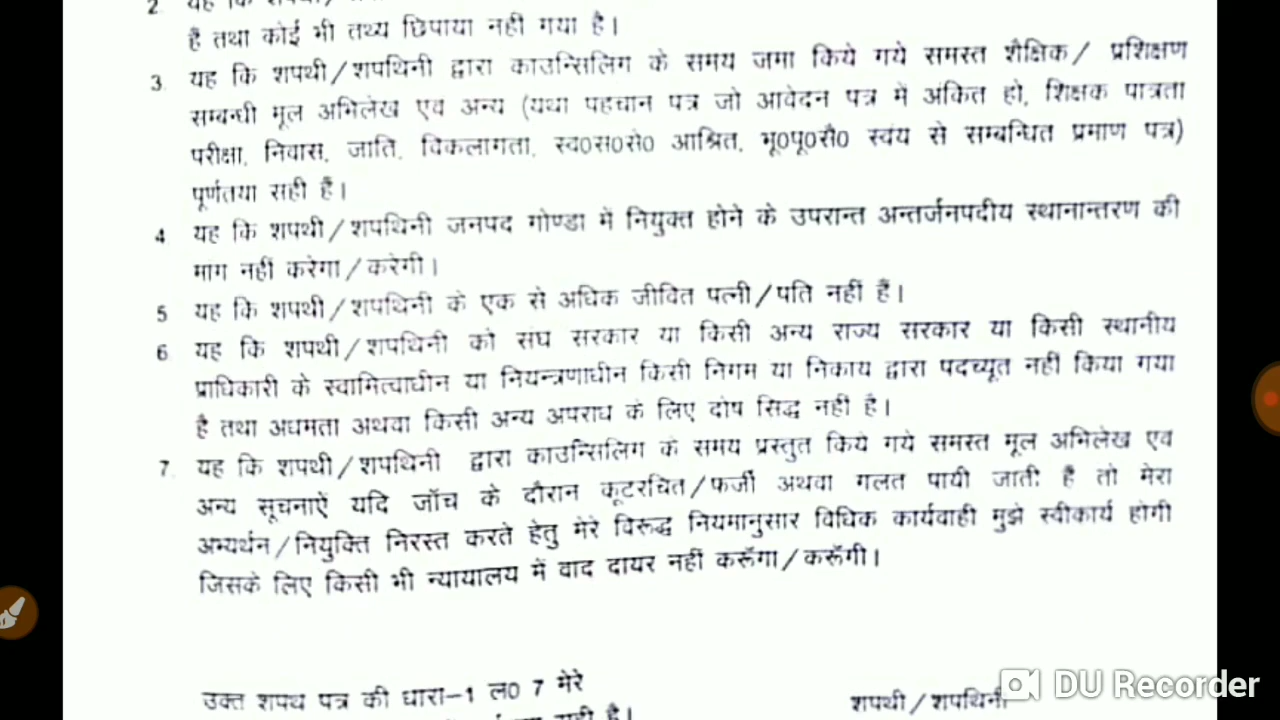 2. यह कि शपथी/
हैं तथा कोई भी तथ्य छिपाया नहीं गया है।
3. यह कि शपथी/शपथिनी द्वारा काउन्सिलिग के समय जमा किये गये समस्त शैक्षिक/ प्रशिक्षण
सम्बन्धी मूल अभिलेख एव अन्य (यथा पहचान पत्र जो आवेदन पत्र में अंकित हो, शिक्षक पात्रता
परीक्षा, निवास, जाति, विकलागता, स्व0स0से0 आश्रित, भू0पू0सै0 स्वंय से सम्बन्धित प्रमाण पत्र)
पूर्णतया सही हैं।
4. यह कि शपथी/शपथिनी जनपद गोण्डा में नियुक्त होने के उपरान्त अन्तर्जनपदीय स्थानान्तरण की
माग नहीं करेगा/करेगी।
5 यह कि शपथी/शपथिनी के एक से अधिक जीवित पत्नी/पति नहीं हैं।
6. यह कि शपथी/शपथिनी को संघ सरकार या किसी अन्य राज्य सरकार या किसी स्थानीय
प्राधिकारी के स्वामित्वाधीन या नियन्त्रणाधीन किसी निगम या निकाय द्वारा पदच्यूत नहीं किया गया
है तथा अधमता अथवा किसी अन्य अपराध के लिए दोष सिद्ध नहीं है।
7. यह कि शपथी/शपथिनी द्वारा काउन्सिलिग के समय प्रस्तुत किये गये समस्त मूल अभिलेख एव
अन्य सूचनाऐं यदि जॉच के दौरान कूटरचित/फर्जी अथवा गलत पायी जाती है तो मेरा
अभ्यर्थन/नियुक्ति निरस्त करते हेतु मेरे विरूद्ध नियमानुसार विधिक कार्यवाही मुझे स्वीकार्य होगी
जिसके लिए किसी भी न्यायालय में वाद दायर नहीं करूँगा/करूँगी।
उक्त शपथ पत्र की धारा-1 ल0 7 मेरे
शपथी/शपथिनी
सही है।
DU Recorder